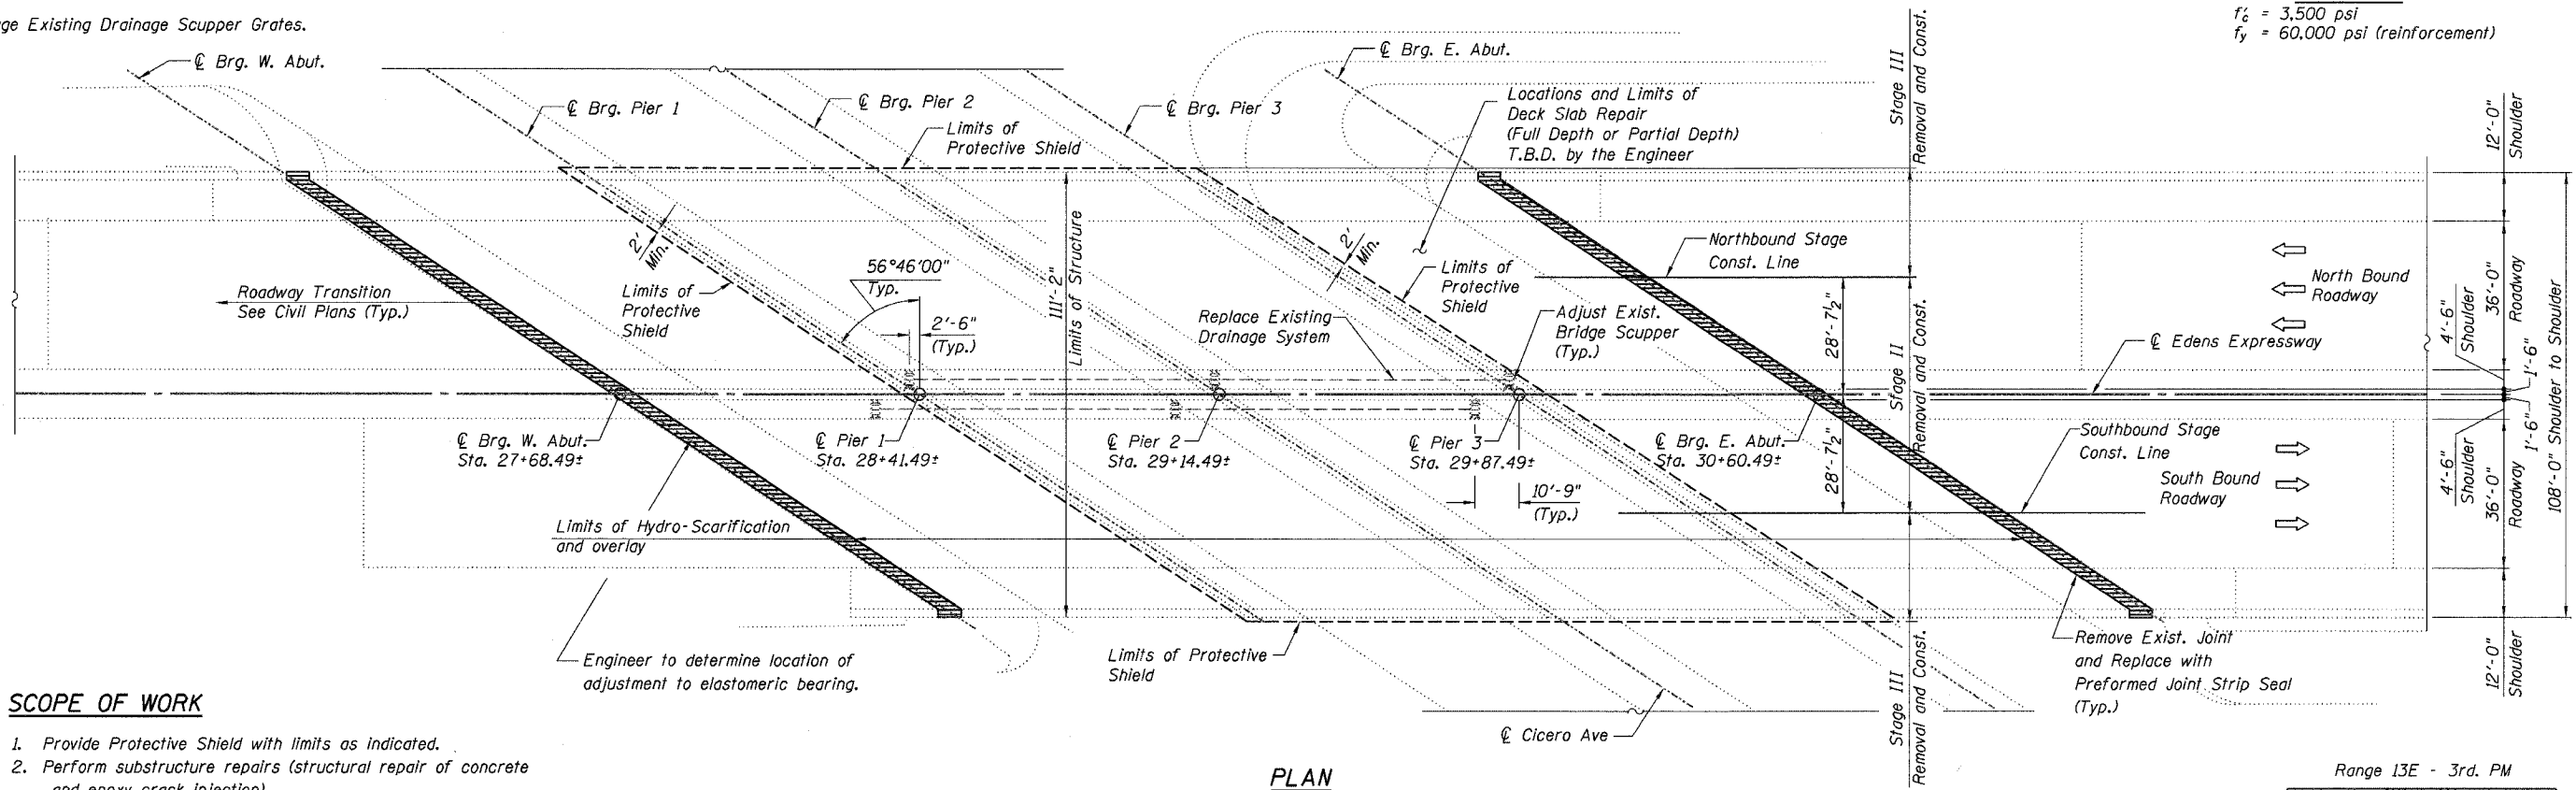 ge Existing Drainage Scupper Grates.
f'c = 3,500 psi
fy = 60,000 psi (reinforcement)
℄ Brg. W. Abut.
℄ Brg. Pier 1
℄ Brg. Pier 2
℄ Brg. Pier 3
℄ Brg. E. Abut.
Limits of
Protective Shield
Locations and Limits of
Deck Slab Repair
(Full Depth or Partial Depth)
T.B.D. by the Engineer
Stage III
Removal and Const.
12'-0"
Shoulder
2'
Min.
56°46'00"
Typ.
2'-6"
(Typ.)
111'-2"
Limits of Structure
2'
Min.
Limits of
Protective
Shield
Northbound Stage
Const. Line
North Bound
Roadway
Roadway Transition
See Civil Plans (Typ.)
Limits of
Protective
Shield
Replace Existing
Drainage System
Adjust Exist.
Bridge Scupper
(Typ.)
28'-7½"
Stage II
Removal and Const.
℄ Edens Expressway
4'-6"
Shoulder
36'-0"
Roadway
1'-6"
1'-6"
108'-0" Shoulder to Shoulder
℄ Brg. W. Abut.
Sta. 27+68.49±
℄ Pier 1
Sta. 28+41.49±
℄ Pier 2
Sta. 29+14.49±
℄ Pier 3
Sta. 29+87.49±
℄ Brg. E. Abut.
Sta. 30+60.49±
28'-7½"
Southbound Stage
Const. Line
South Bound
Roadway
4'-6"
Shoulder
36'-0"
Roadway
10'-9"
(Typ.)
Limits of Hydro-Scarification
and overlay
Engineer to determine location of
adjustment to elastomeric bearing.
Limits of Protective
Shield
Stage III
Removal and Const.
Remove Exist. Joint
and Replace with
Preformed Joint Strip Seal
(Typ.)
12'-0"
Shoulder
℄ Cicero Ave
SCOPE OF WORK
1. Provide Protective Shield with limits as indicated.
2. Perform substructure repairs (structural repair of concrete
and epoxy crack injection)
PLAN
Range 13E - 3rd. PM